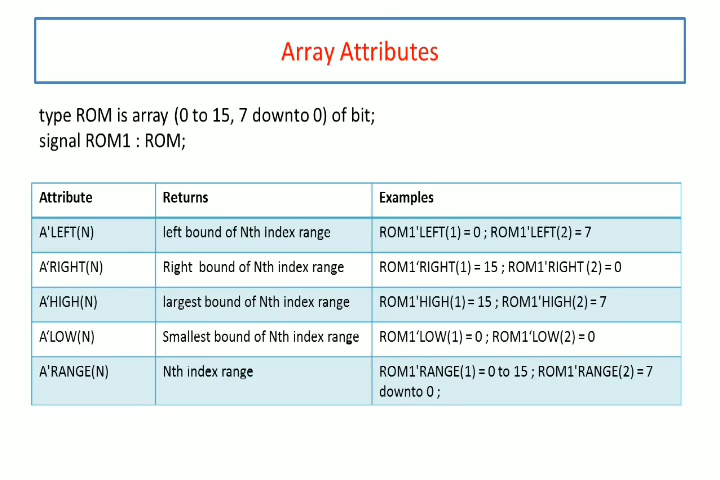 Array Attributes
type ROM is array (0 to 15, 7 downto 0) of bit;
signal ROM1 : ROM;
Attribute Returns Examples
A'LEFT(N) left bound of Nth Index range ROM1'LEFT(1) = 0 ; ROM1'LEFT(2) = 7
A‘RIGHT(N) Right bound of Nth index range ROM1‘RIGHT(1) = 15 ; ROM1'RIGHT (2) = 0
A‘HIGH(N) largest bound of Nth index range ROM1'HIGH(1) = 15 ; ROM1'HIGH(2) = 7
A‘LOW(N) Smallest bound of Nth index range ROM1‘LOW(1) = 0 ; ROM1‘LOW(2) = 0
A'RANGE(N) Nth index range ROM1'RANGE(1) = 0 to 15 ; ROM1'RANGE(2) = 7
downto 0 ;